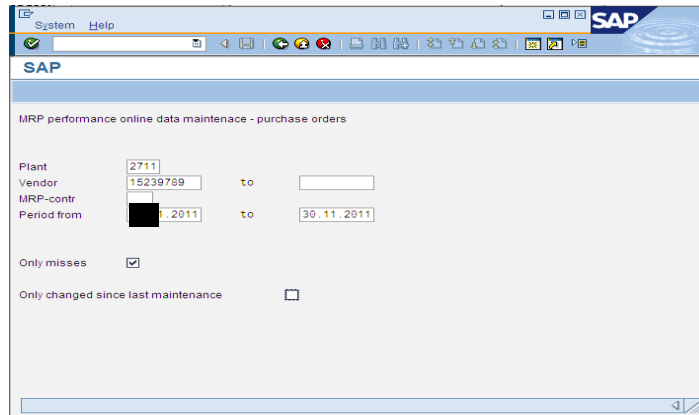 System Help
SAP
SAP
MRP performance online data maintenace - purchase orders
Plant 2711
Vendor 15239789 to
MRP-contr
Period from 1.2011 to 30.11.2011
Only misses
Only changed since last maintenance